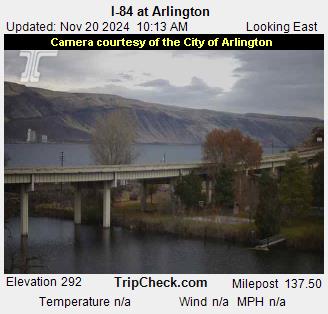 I-84 at Arlington
Updated: Nov 20 2024 10:13 AM Looking East
Camera courtesy of the City of Arlington
Elevation 292 TripCheck.com Milepost 137.50
Temperature n/a Wind n/a MPH n/a